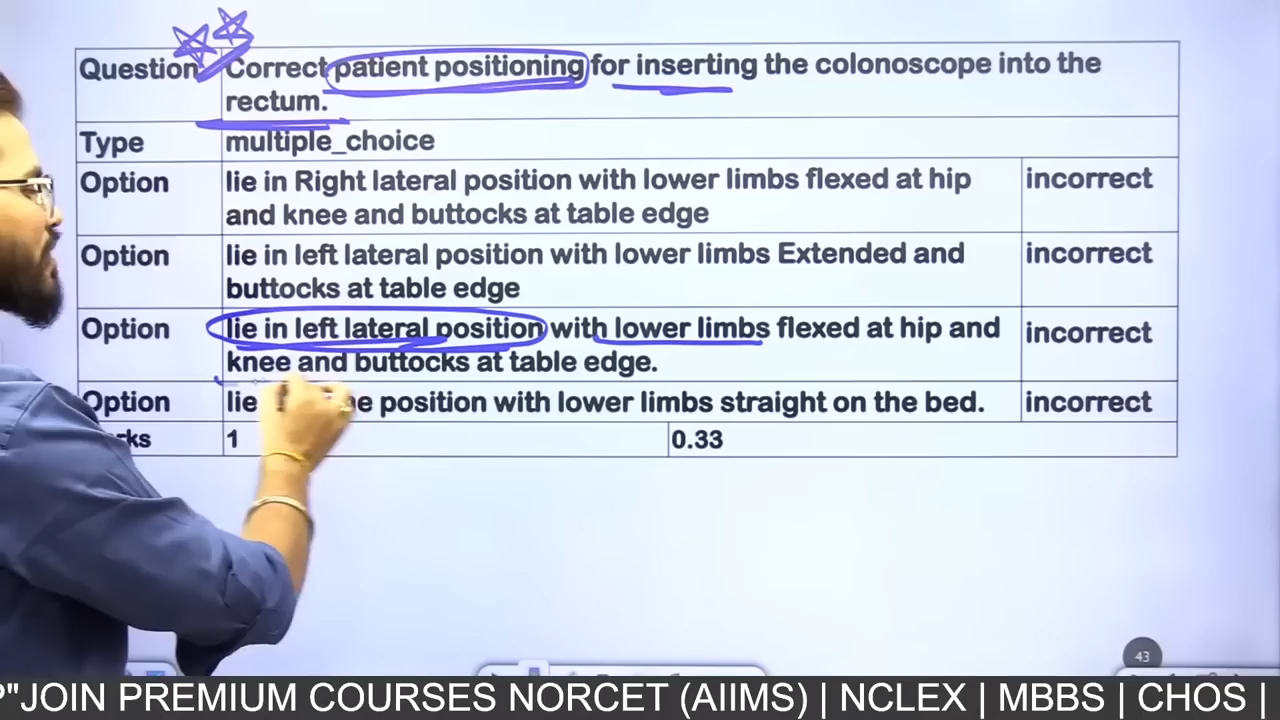 Question Correct patient positioning for inserting the colonoscope into the
rectum.
Type multiple_choice
Option lie in Right lateral position with lower limbs flexed at hip incorrect
and knee and buttocks at table edge
Option lie in left lateral position with lower limbs Extended and incorrect
buttocks at table edge
Option lie in left lateral position with lower limbs flexed at hip and incorrect
knee and buttocks at table edge.
Option lie position with lower limbs straight on the bed. incorrect
1 0.33
43
"JOIN PREMIUM COURSES NORCET (AIIMS) | NCLEX | MBBS | CHOS |